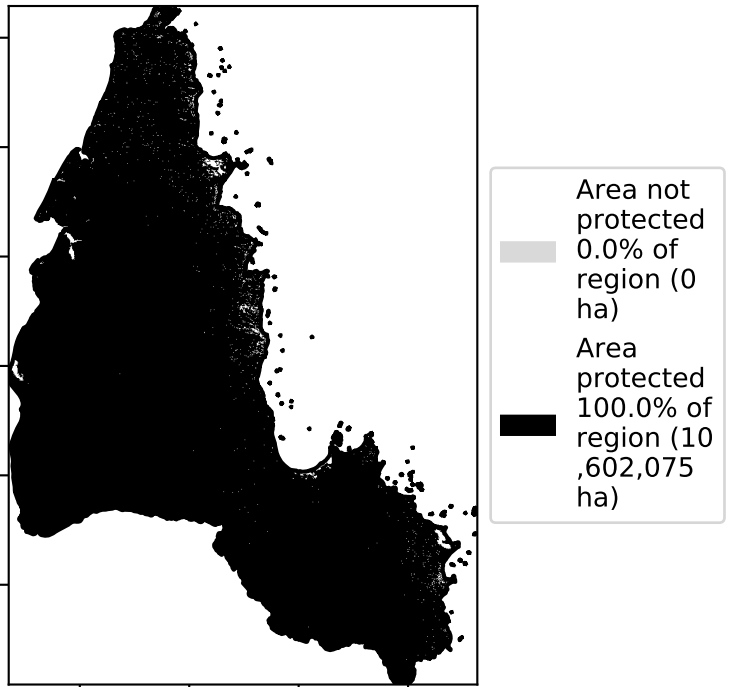 Area not
protected
0.0% of
region (0
ha)
Area
protected
100.0% of
region (10
,602,075
ha)